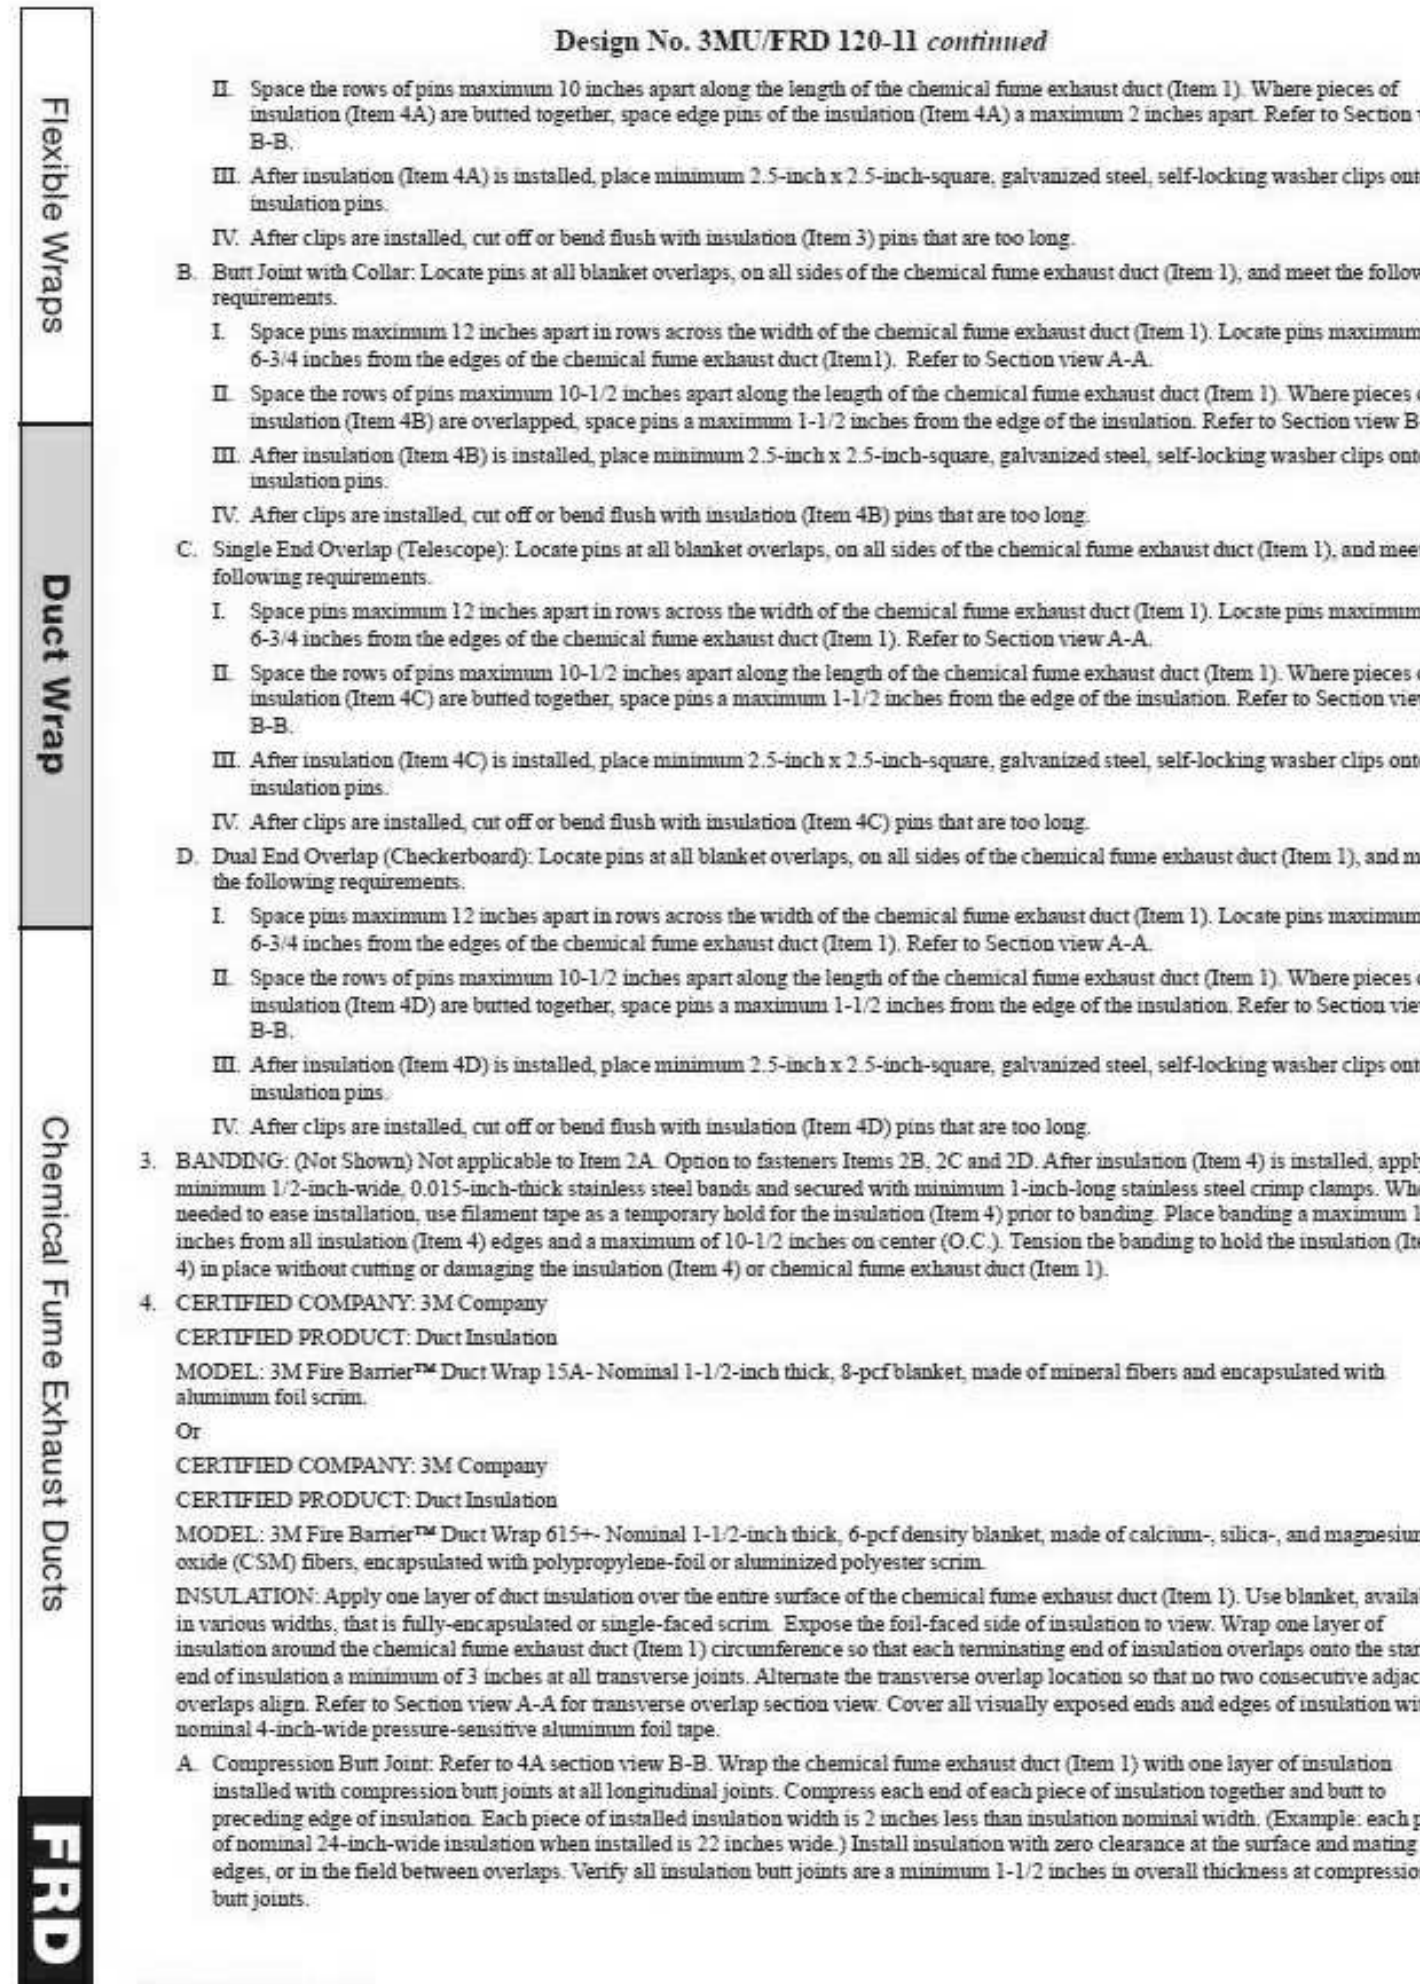 Design No. 3MU/FRD 120-11 continued
II. Space the rows of pins maximum 10 inches apart along the length of the chemical fume exhaust duct (Item 1). Where pieces of
insulation (Item 4A) are butted together, space edge pins of the insulation (Item 4A) a maximum 2 inches apart. Refer to Section
B-B.
III. After insulation (Item 4A) is installed, place minimum 2.5-inch x 2.5-inch-square, galvanized steel, self-locking washer clips
insulation pins.
IV. After clips are installed, cut off or bend flush with insulation (Item 3) pins that are too long.
B. Butt Joint with Collar: Locate pins at all blanket overlaps, on all sides of the chemical fume exhaust duct (Item 1), and meet the
requirements.
I. Space pins maximum 12 inches apart in rows across the width of the chemical fume exhaust duct (Item 1). Locate pins maximum
6-3/4 inches from the edges of the chemical fume exhaust duct (Item1). Refer to Section view A-A.
II. Space the rows of pins maximum 10-1/2 inches apart along the length of the chemical fume exhaust duct (Item 1). Where pieces
insulation (Item 4B) are overlapped, space pins a maximum 1-1/2 inches from the edge of the insulation. Refer to Section view B-
III. After insulation (Item 4B) is installed, place minimum 2.5-inch x 2.5-inch-square, galvanized steel, self-locking washer clips
insulation pins.
IV. After clips are installed, cut off or bend flush with insulation (Item 4B) pins that are too long.
C. Single End Overlap (Telescope): Locate pins at all blanket overlaps, on all sides of the chemical fume exhaust duct (Item 1), and meet
following requirements.
I. Space pins maximum 12 inches apart in rows across the width of the chemical fume exhaust duct (Item 1). Locate pins maximum
6-3/4 inches from the edges of the chemical fume exhaust duct (Item 1). Refer to Section view A-A.
II. Space the rows of pins maximum 10-1/2 inches apart along the length of the chemical fume exhaust duct (Item 1). Where pieces
insulation (Item 4C) are butted together, space pins a maximum 1-1/2 inches from the edge of the insulation. Refer to Section
B-B.
III. After insulation (Item 4C) is installed, place minimum 2.5-inch x 2.5-inch-square, galvanized steel, self-locking washer clips
insulation pins.
IV. After clips are installed, cut off or bend flush with insulation (Item 4C) pins that are too long.
D. Dual End Overlap (Checkerboard): Locate pins at all blanket overlaps, on all sides of the chemical fume exhaust duct (Item 1), and
the following requirements.
I. Space pins maximum 12 inches apart in rows across the width of the chemical fume exhaust duct (Item 1). Locate pins maximum
6-3/4 inches from the edges of the chemical fume exhaust duct (Item 1). Refer to Section view A-A.
II. Space the rows of pins maximum 10-1/2 inches apart along the length of the chemical fume exhaust duct (Item 1). Where pieces
insulation (Item 4D) are butted together, space pins a maximum 1-1/2 inches from the edge of the insulation. Refer to Section
B-B.
III. After insulation (Item 4D) is installed, place minimum 2.5-inch x 2.5-inch-square, galvanized steel, self-locking washer clips
insulation pins.
IV. After clips are installed, cut off or bend flush with insulation (Item 4D) pins that are too long.
3. BANDING: (Not Shown) Not applicable to Item 2A. Option to fasteners Items 2B, 2C and 2D. After insulation (Item 4) is installed, apply
minimum 1/2-inch-wide, 0.015-inch-thick stainless steel bands and secured with minimum 1-inch-long stainless steel crimp clamps.
needed to ease installation, use filament tape as a temporary hold for the insulation (Item 4) prior to banding. Place banding a maximum
inches from all insulation (Item 4) edges and a maximum of 10-1/2 inches on center (O.C.). Tension the banding to hold the insulation
4) in place without cutting or damaging the insulation (Item 4) or chemical fume exhaust duct (Item 1).
4. CERTIFIED COMPANY: 3M Company
CERTIFIED PRODUCT: Duct Insulation
MODEL: 3M Fire Barrier™ Duct Wrap 15A- Nominal 1-1/2-inch thick, 8-pcf blanket, made of mineral fibers and encapsulated with
aluminum foil scrim.
Or
CERTIFIED COMPANY: 3M Company
CERTIFIED PRODUCT: Duct Insulation
MODEL: 3M Fire Barrier™ Duct Wrap 615+- Nominal 1-1/2-inch thick, 6-pcf density blanket, made of calcium-, silica-, and
oxide (CSM) fibers, encapsulated with polypropylene-foil or aluminized polyester scrim.
INSULATION: Apply one layer of duct insulation over the entire surface of the chemical fume exhaust duct (Item 1). Use blanket,
in various widths, that is fully-encapsulated or single-faced scrim. Expose the foil-faced side of insulation to view. Wrap one layer of
insulation around the chemical fume exhaust duct (Item 1) circumference so that each terminating end of insulation overlaps onto the
end of insulation a minimum of 3 inches at all transverse joints. Alternate the transverse overlap location so that no two consecutive
overlaps align. Refer to Section view A-A for transverse overlap section view. Cover all visually exposed ends and edges of insulation
nominal 4-inch-wide pressure-sensitive aluminum foil tape.
A. Compression Butt Joint: Refer to 4A section view B-B. Wrap the chemical fume exhaust duct (Item 1) with one layer of insulation
installed with compression butt joints at all longitudinal joints. Compress each end of each piece of insulation together and butt to
preceding edge of insulation. Each piece of installed insulation width is 2 inches less than insulation nominal width. (Example: each
of nominal 24-inch-wide insulation when installed is 22 inches wide.) Install insulation with zero clearance at the surface and mating
edges, or in the field between overlaps. Verify all insulation butt joints are a minimum 1-1/2 inches in overall thickness at
butt joints.
Flexible Wraps
Duct Wrap
Chemical Fume Exhaust Ducts
FRD